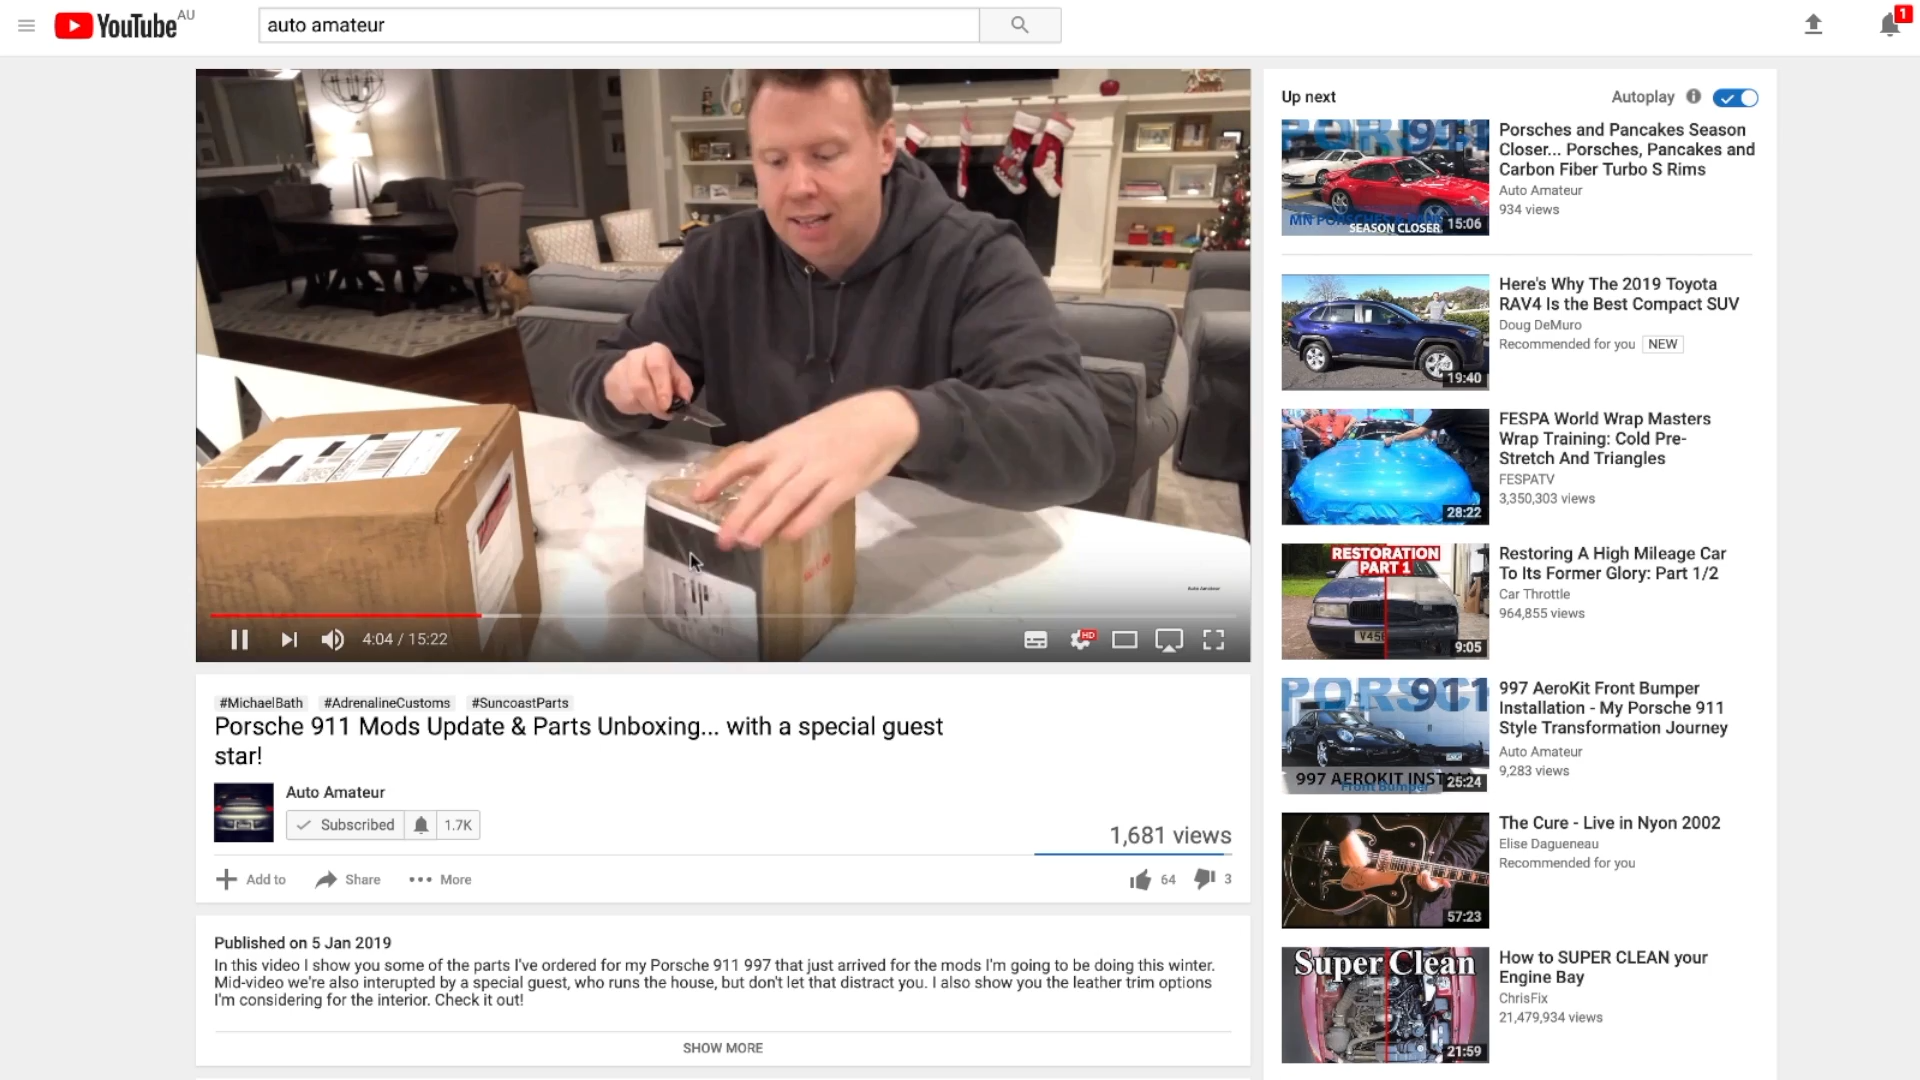 YouTube AU
auto amateur
1
Auto Amateur
4:04 / 15:22
HD
#MichaelBath #AdrenalineCustoms #SuncoastParts
Porsche 911 Mods Update & Parts Unboxing... with a special guest
star!
Auto Amateur
Subscribed 1.7K
1,681 views
Add to Share More
64 3
Published on 5 Jan 2019
In this video I show you some of the parts I've ordered for my Porsche 911 997 that just arrived for the mods I'm going to be doing this winter.
Mid-video we're also interupted by a special guest, who runs the house, but don't let that distract you. I also show you the leather trim options
I'm considering for the interior. Check it out!
SHOW MORE
Up next
Autoplay
911
MN PORSCHES
SEASON CLOSER
15:06
Porsches and Pancakes Season
Closer... Porsches, Pancakes and
Carbon Fiber Turbo S Rims
Auto Amateur
934 views
19:40
Here's Why The 2019 Toyota
RAV4 Is the Best Compact SUV
Doug DeMuro
Recommended for you NEW
28:22
FESPA World Wrap Masters
Wrap Training: Cold Pre-
Stretch And Triangles
FESPATV
3,350,303 views
RESTORATION
PART 1
9:05
Restoring A High Mileage Car
To Its Former Glory: Part 1/2
Car Throttle
964,855 views
PORSC 911
997 AEROKIT INST
Front Bumper
25:24
997 AeroKit Front Bumper
Installation - My Porsche 911
Style Transformation Journey
Auto Amateur
9,283 views
57:23
The Cure - Live in Nyon 2002
Elise Dagueneau
Recommended for you
Super Clean
21:59
How to SUPER CLEAN your
Engine Bay
ChrisFix
21,479,934 views